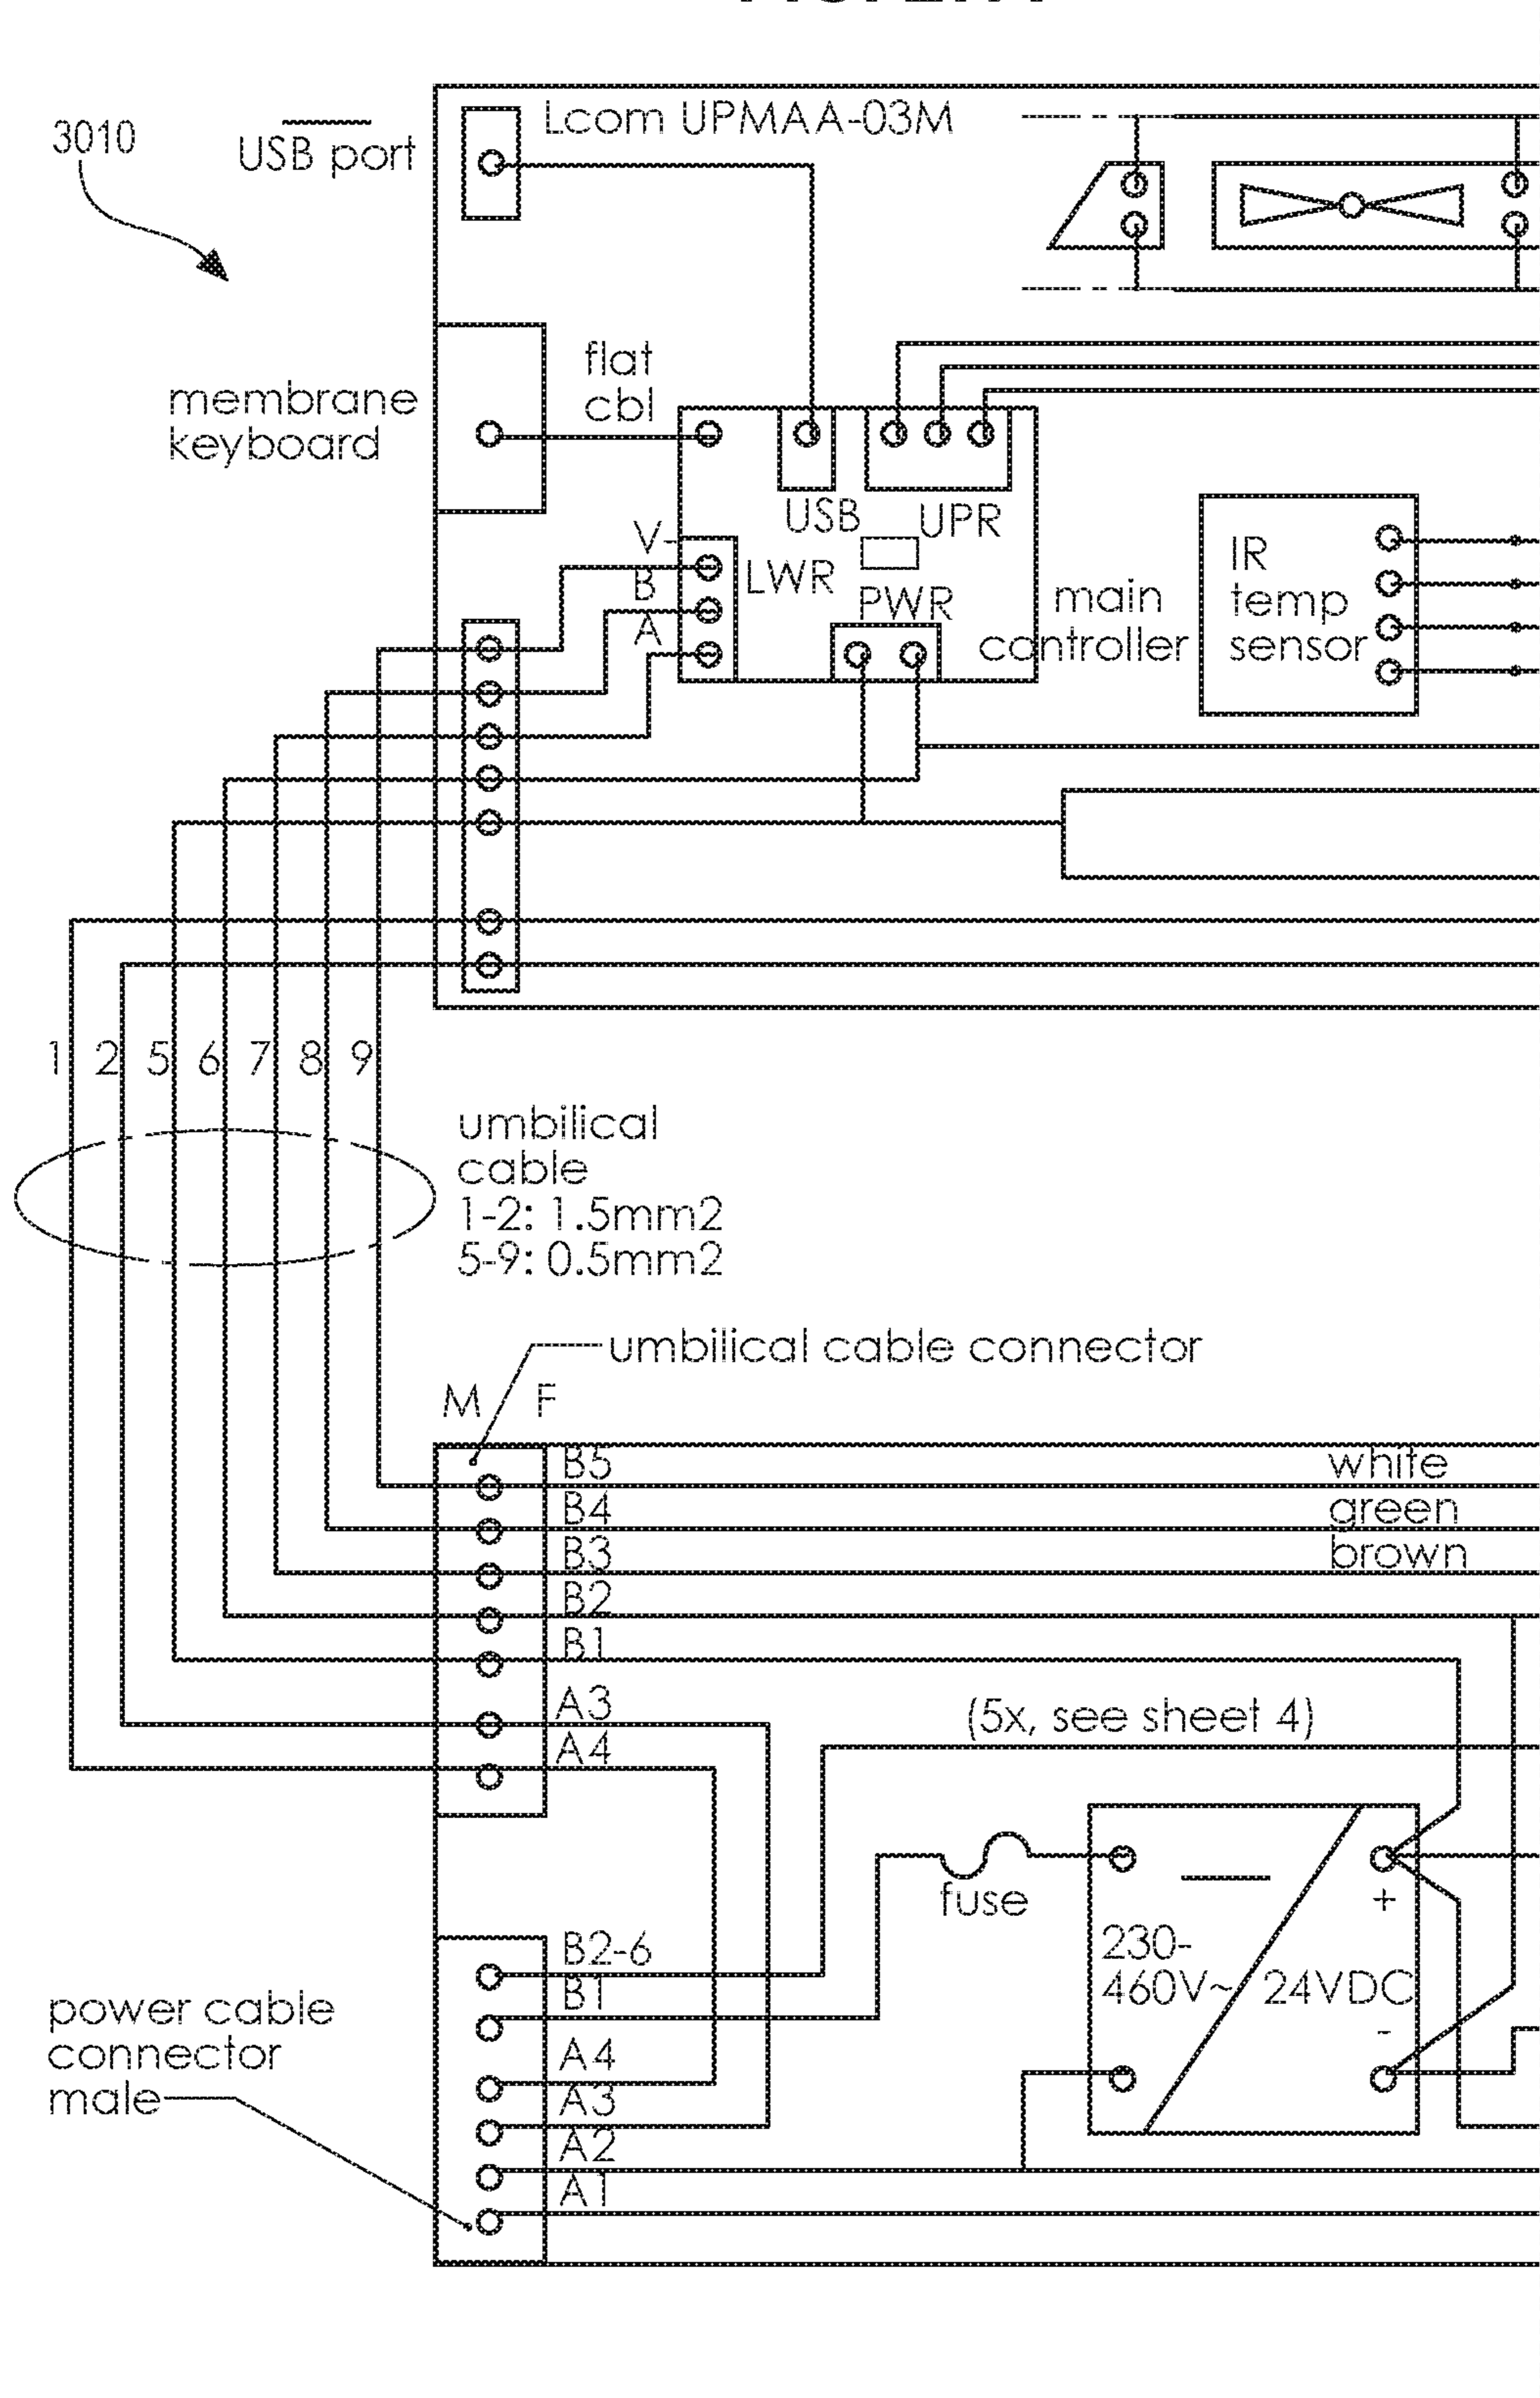 3010
USB port
Lcom UPMAA-03M
membrane
keyboard
flat
cbl
USB
UPR
V-
B
A
LWR
PWR
main
controller
IR
temp
sensor
1 2 5 6 7 8 9
umbilical
cable
1-2: 1.5mm2
5-9: 0.5mm2
umbilical cable connector
M F
B5
white
B4
green
B3
brown
B2
B1
A3
A4
(5x, see sheet 4)
fuse
+
230-
460V~
24VDC
-
B2-6
B1
A4
A3
A2
A1
power cable
connector
male